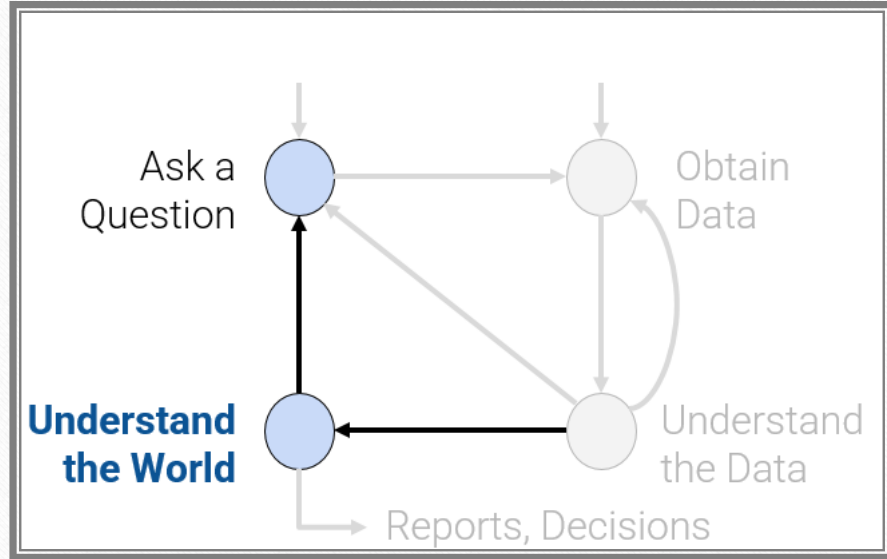 Ask a
Question
Obtain
Data
Understand
the World
Understand
the Data
Reports, Decisions